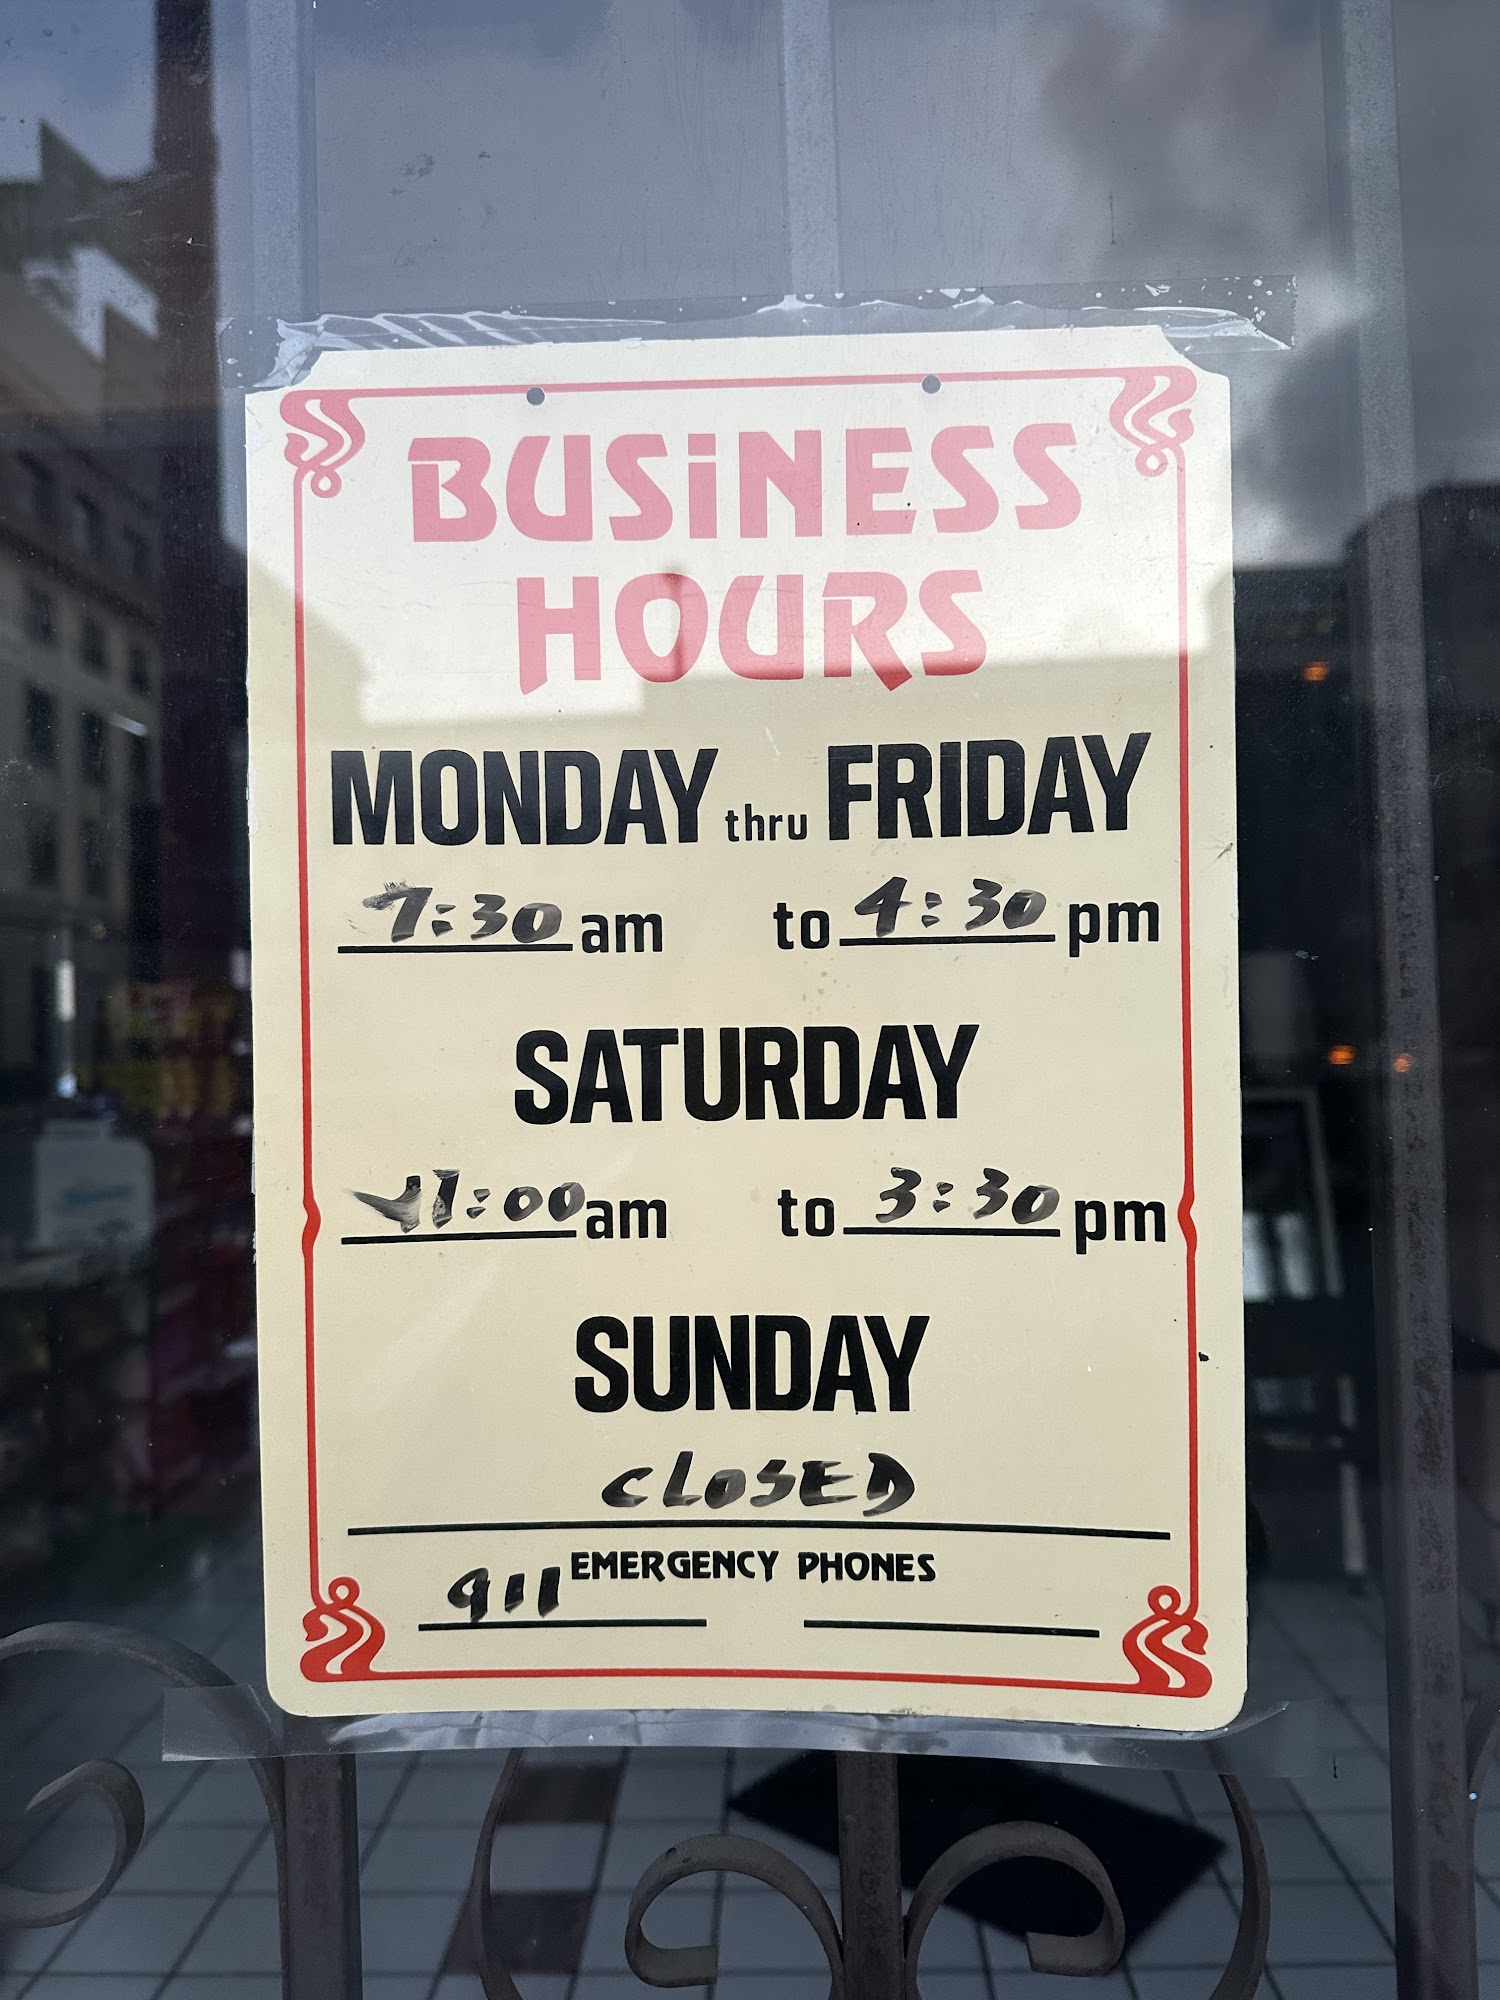 BUSiNESS
HOURS
MONDAY thru FRIDAY
7:30 am to 4:30 pm
SATURDAY
11:00 am to 3:30 pm
SUNDAY
CLOSED
EMERGENCY PHONES
911